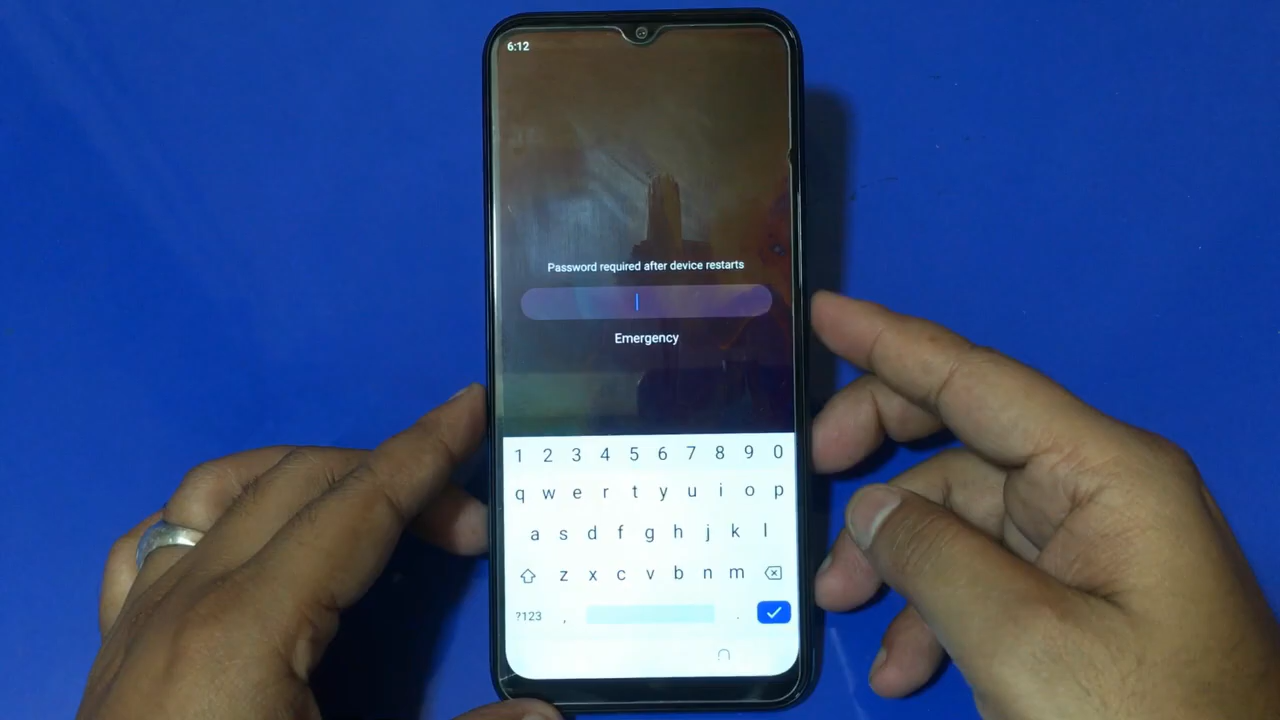 6:12
Password required after device restarts
Emergency
1 2 3 4 5 6 7 8 9 0
q w e r t y u i o p
a s d f g h j k l
z x c v b n m
?123 , .